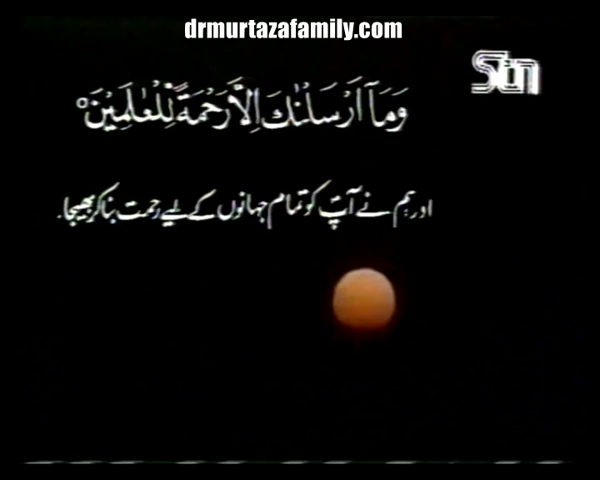 drmurtazafamily.com
Stn
وَمَآ اَرْسَلْنٰكَ اِلَّا رَحْمَةً لِّلْعٰلَمِيْنَ
اور ہم نے آپؐ کو تمام جہانوں کے لیے رحمت بنا کر بھیجا۔